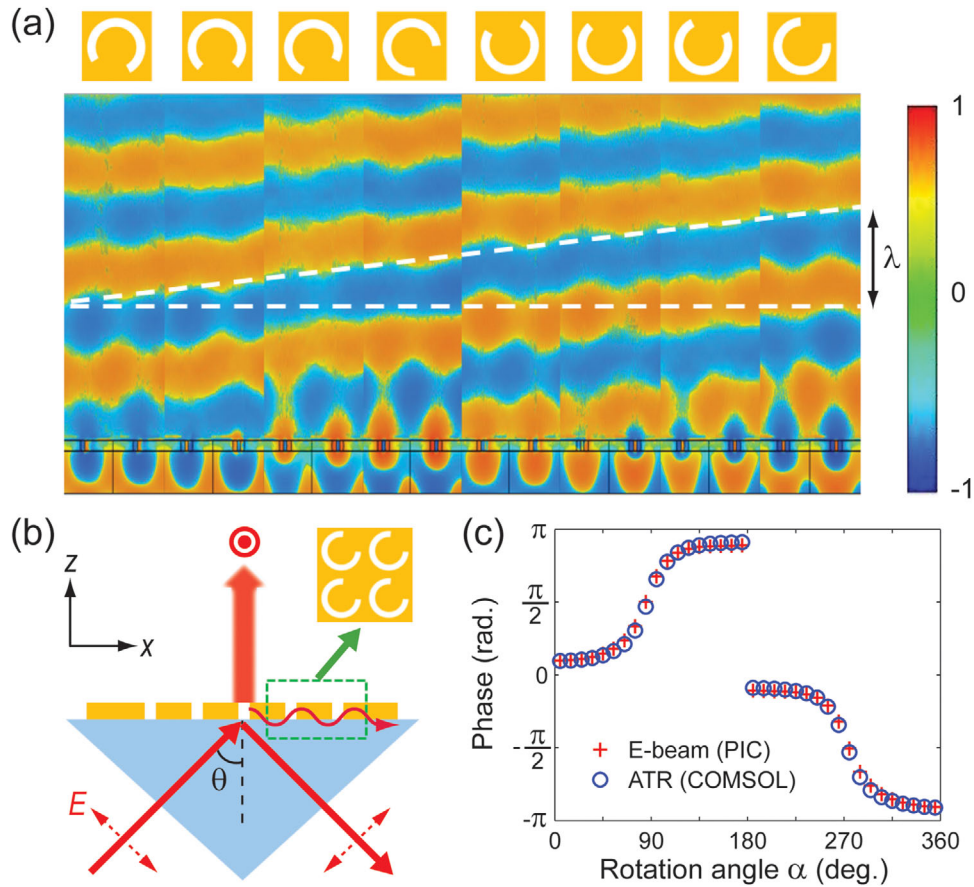 (a)
1
λ
0
-1
(b)
z
x
θ
E
(c)
π
π
2
0
-π
2
-π
Phase (rad.)
E-beam (PIC)
ATR (COMSOL)
0 90 180 270 360
Rotation angle α (deg.)